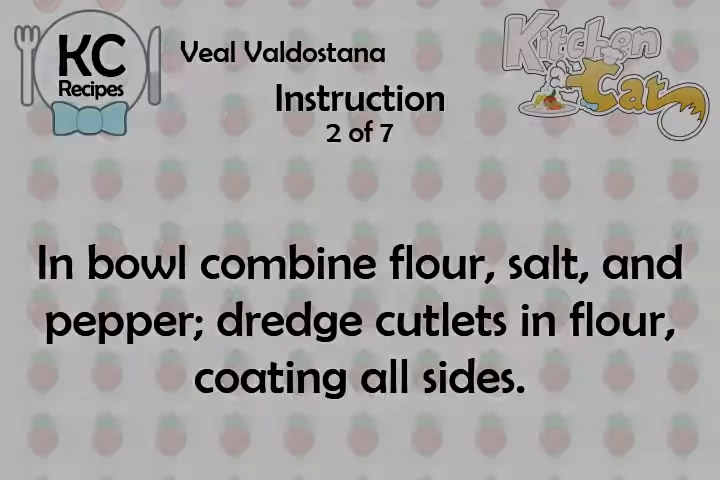 KC
Recipes
Veal Valdostana
Kitchen
Cat
Instruction
2 of 7
In bowl combine flour, salt, and
pepper; dredge cutlets in flour,
coating all sides.